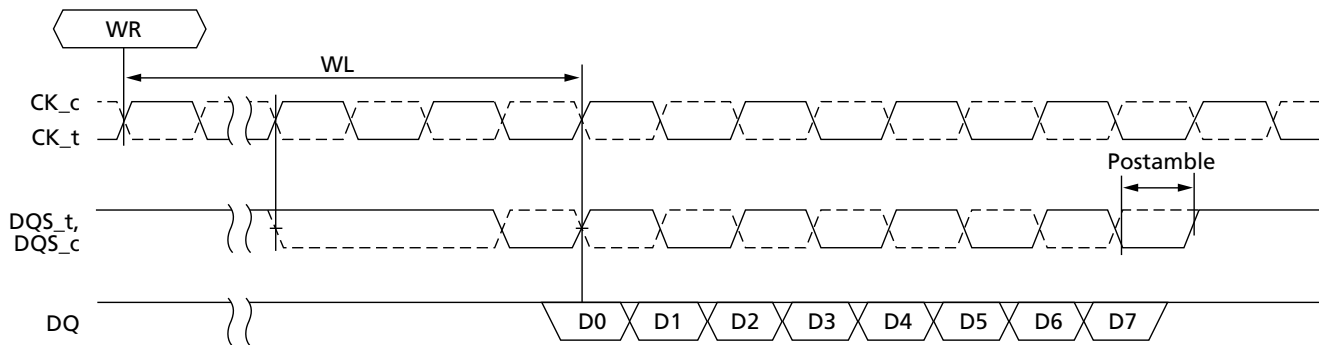 WR
WL
CK_c
CK_t
Postamble
DQS_t,
DQS_c
DQ
D0 D1 D2 D3 D4 D5 D6 D7